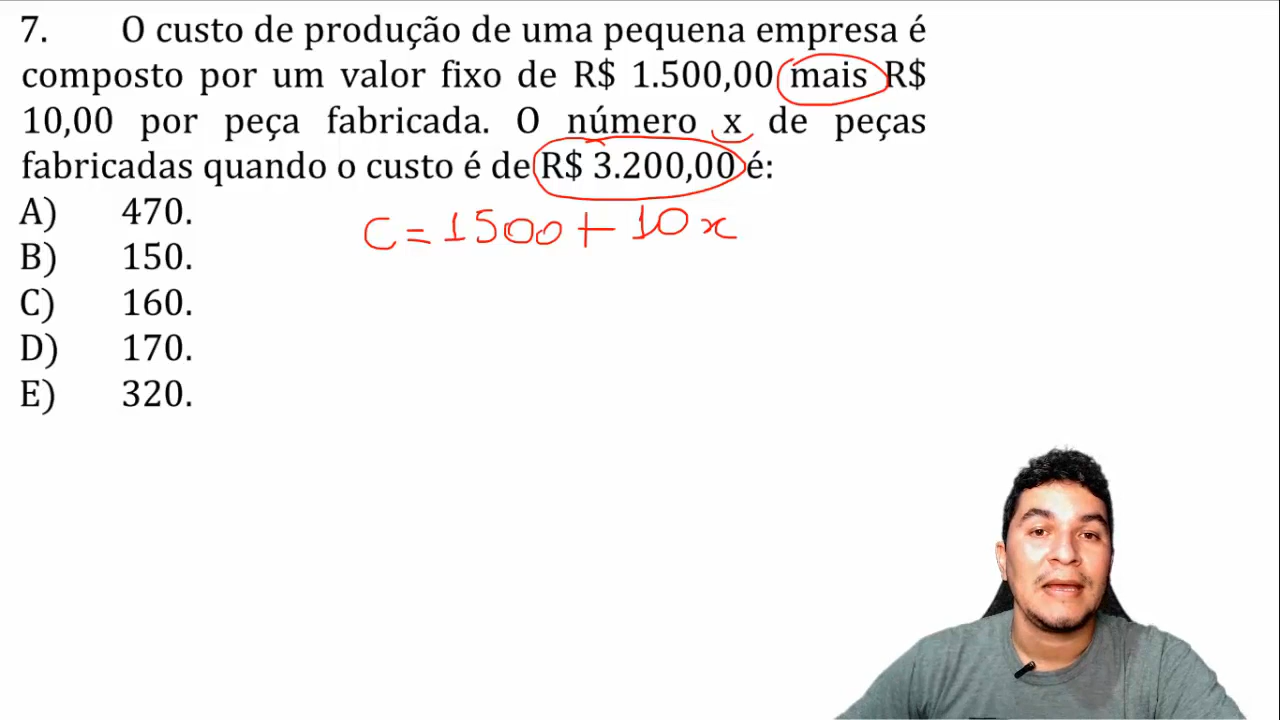 7. O custo de produção de uma pequena empresa é
composto por um valor fixo de R$ 1.500,00 mais R$
10,00 por peça fabricada. O número x de peças
fabricadas quando o custo é de R$ 3.200,00 é:
A) 470.
B) 150.
C) 160.
D) 170.
E) 320.
C = 1500 + 10x